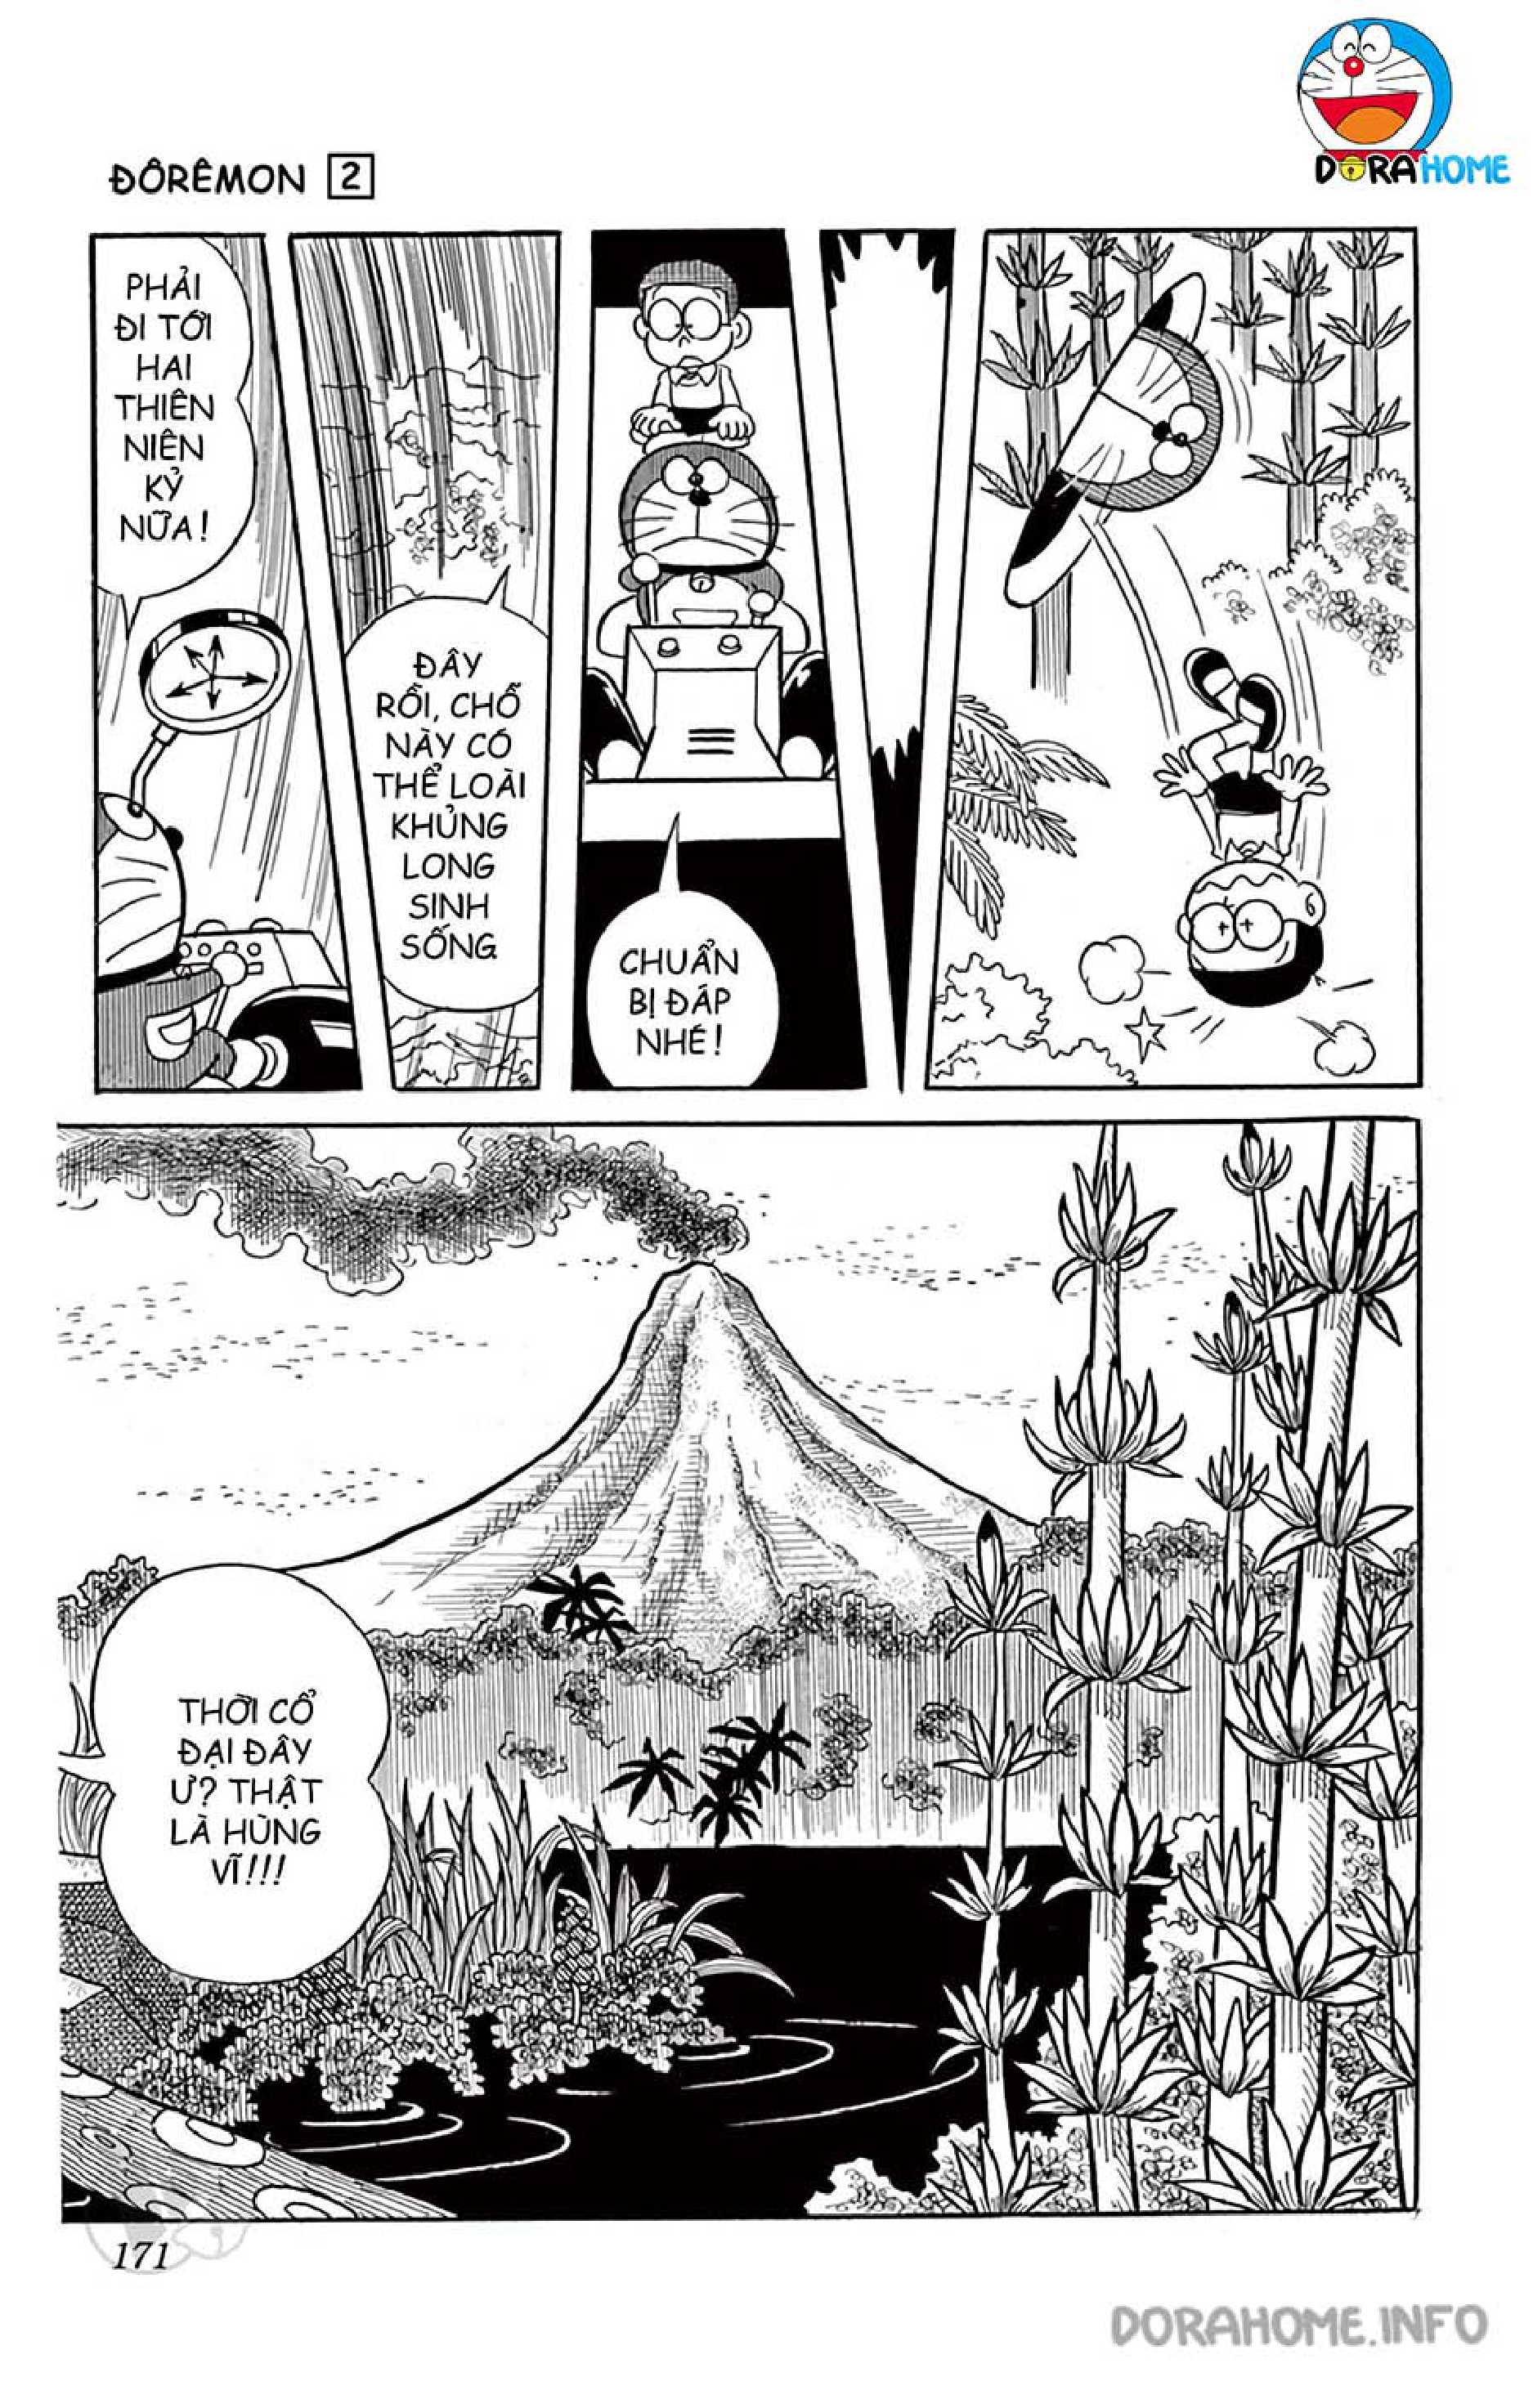 DORAHOME
ĐÔRÊMON 2
PHẢI
ĐI TỚI
HAI
THIÊN
NIÊN
KỶ
NỮA!
ĐÂY
RỒI, CHỖ
NÀY CÓ
THỂ LOÀI
KHỦNG
LONG
SINH
SỐNG
CHUẨN
BỊ ĐÁP
NHÉ!
THỜI CỔ
ĐẠI ĐÂY
Ư? THẬT
LÀ HÙNG
VĨ!!!
171
DORAHOME.INFO